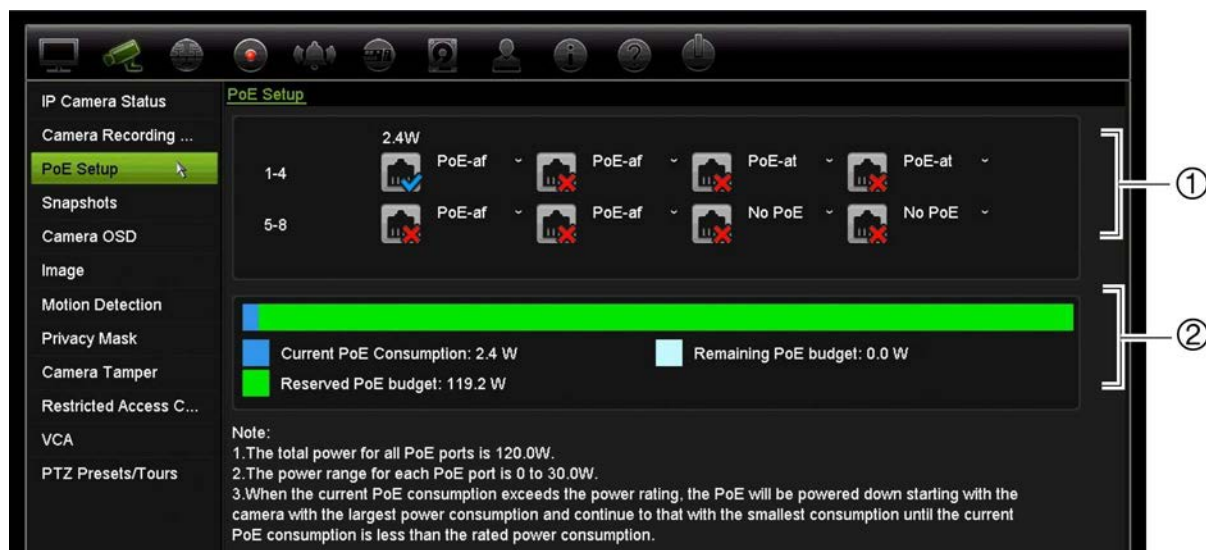 IP Camera Status
Camera Recording ...
PoE Setup
Snapshots
Camera OSD
Image
Motion Detection
Privacy Mask
Camera Tamper
Restricted Access C...
VCA
PTZ Presets/Tours
PoE Setup
2.4W
1-4 PoE-af PoE-af PoE-at PoE-at
5-8 PoE-af PoE-af No PoE No PoE
①
Current PoE Consumption: 2.4 W Remaining PoE budget: 0.0 W
Reserved PoE budget: 119.2 W
②
Note:
1.The total power for all PoE ports is 120.0W.
2.The power range for each PoE port is 0 to 30.0W.
3.When the current PoE consumption exceeds the power rating, the PoE will be powered down starting with the
camera with the largest power consumption and continue to that with the smallest consumption until the current
PoE consumption is less than the rated power consumption.